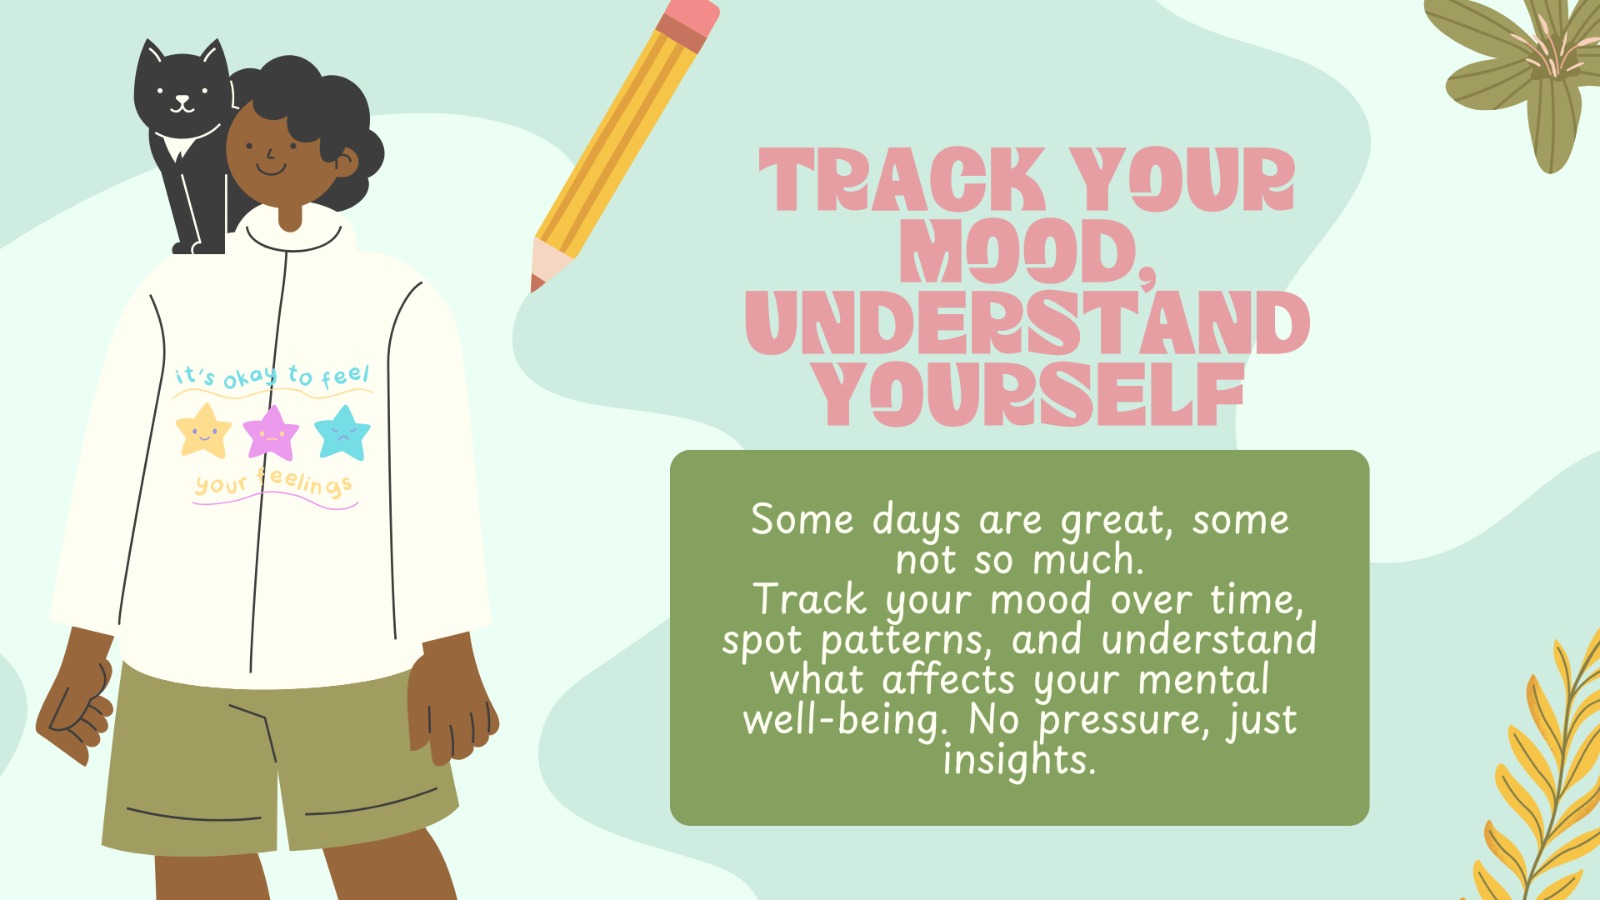 it's okay to feel
your feelings
TRACK YOUR
MOOD,
UNDERSTAND
YOURSELF
Some days are great, some
not so much.
Track your mood over time,
spot patterns, and understand
what affects your mental
well-being. No pressure, just
insights.